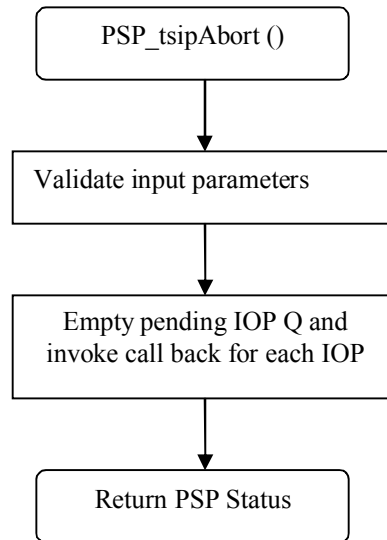 PSP_tsipAbort ()
Validate input parameters
Empty pending IOP Q and
invoke call back for each IOP
Return PSP Status